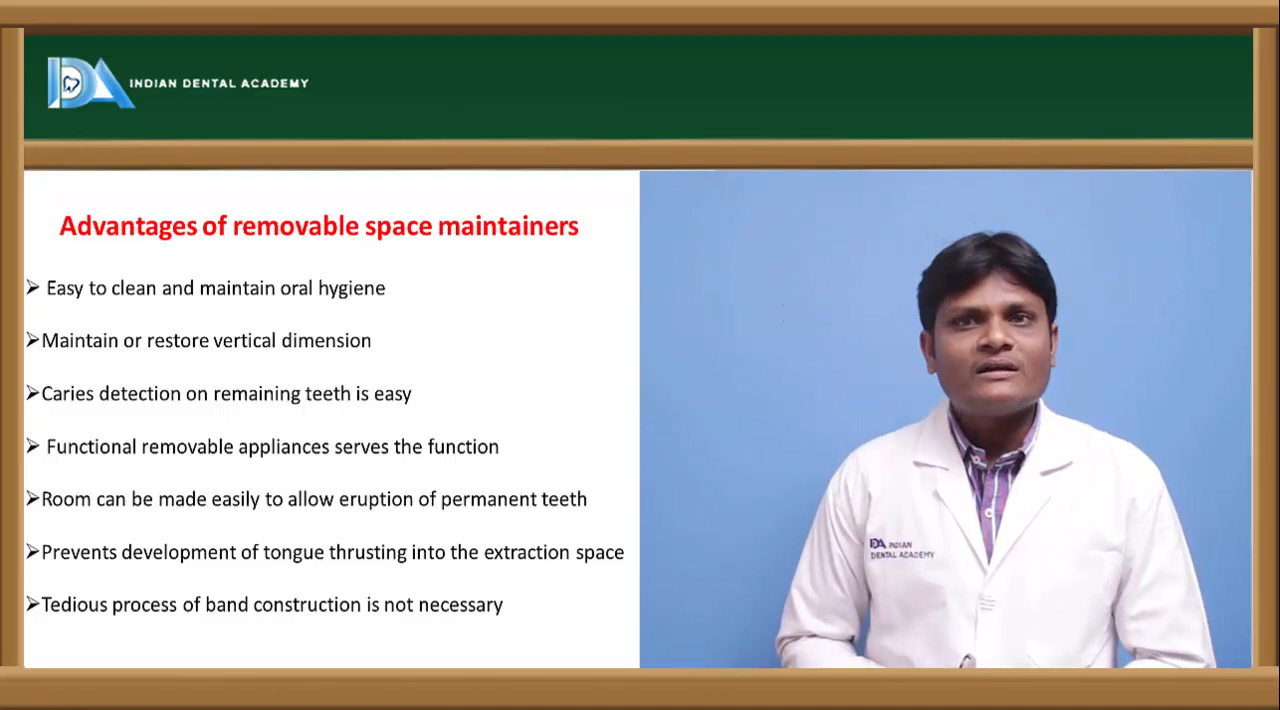 INDIAN DENTAL ACADEMY
Advantages of removable space maintainers
➢ Easy to clean and maintain oral hygiene
➢Maintain or restore vertical dimension
➢Caries detection on remaining teeth is easy
➢ Functional removable appliances serves the function
➢Room can be made easily to allow eruption of permanent teeth
➢Prevents development of tongue thrusting into the extraction space
➢Tedious process of band construction is not necessary
IDA INDIAN
DENTAL ACADEMY